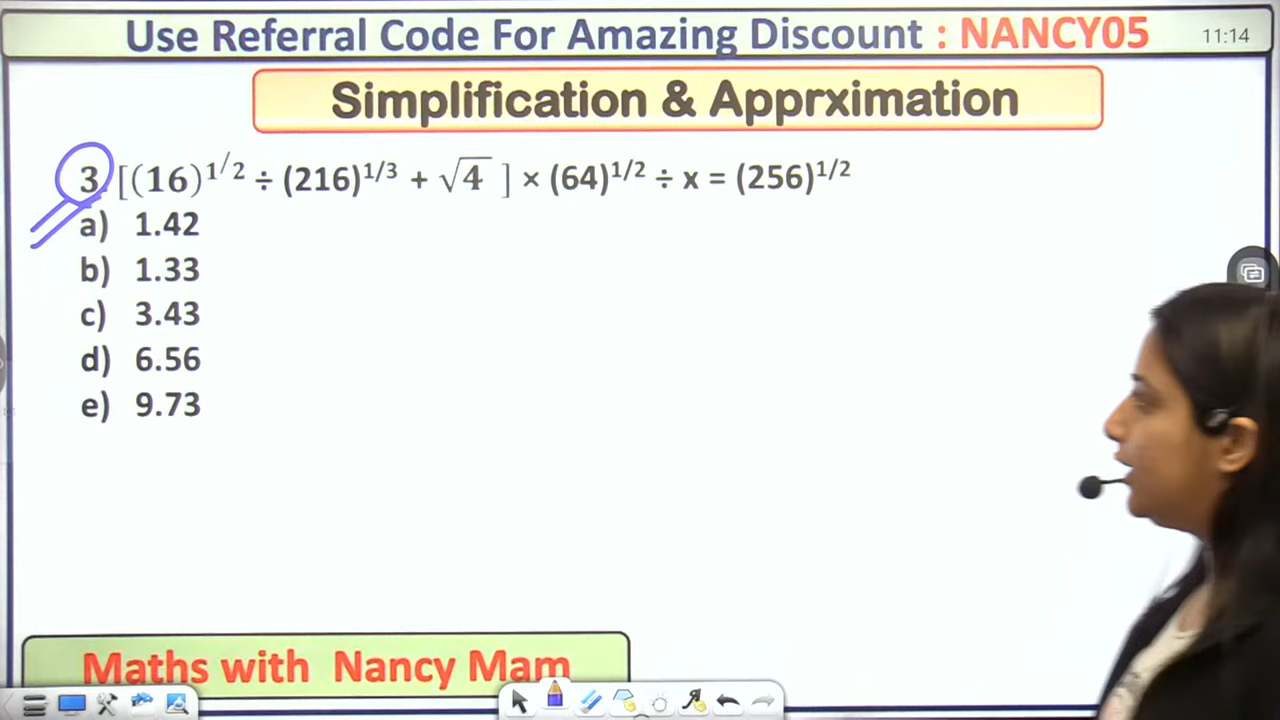 Use Referral Code For Amazing Discount : NANCY05
11:14
Simplification & Apprximation
3. [(16)^1/2 ÷ (216)^1/3 + √4 ] × (64)^1/2 ÷ x = (256)^1/2
a) 1.42
b) 1.33
c) 3.43
d) 6.56
e) 9.73
Maths with Nancy Mam